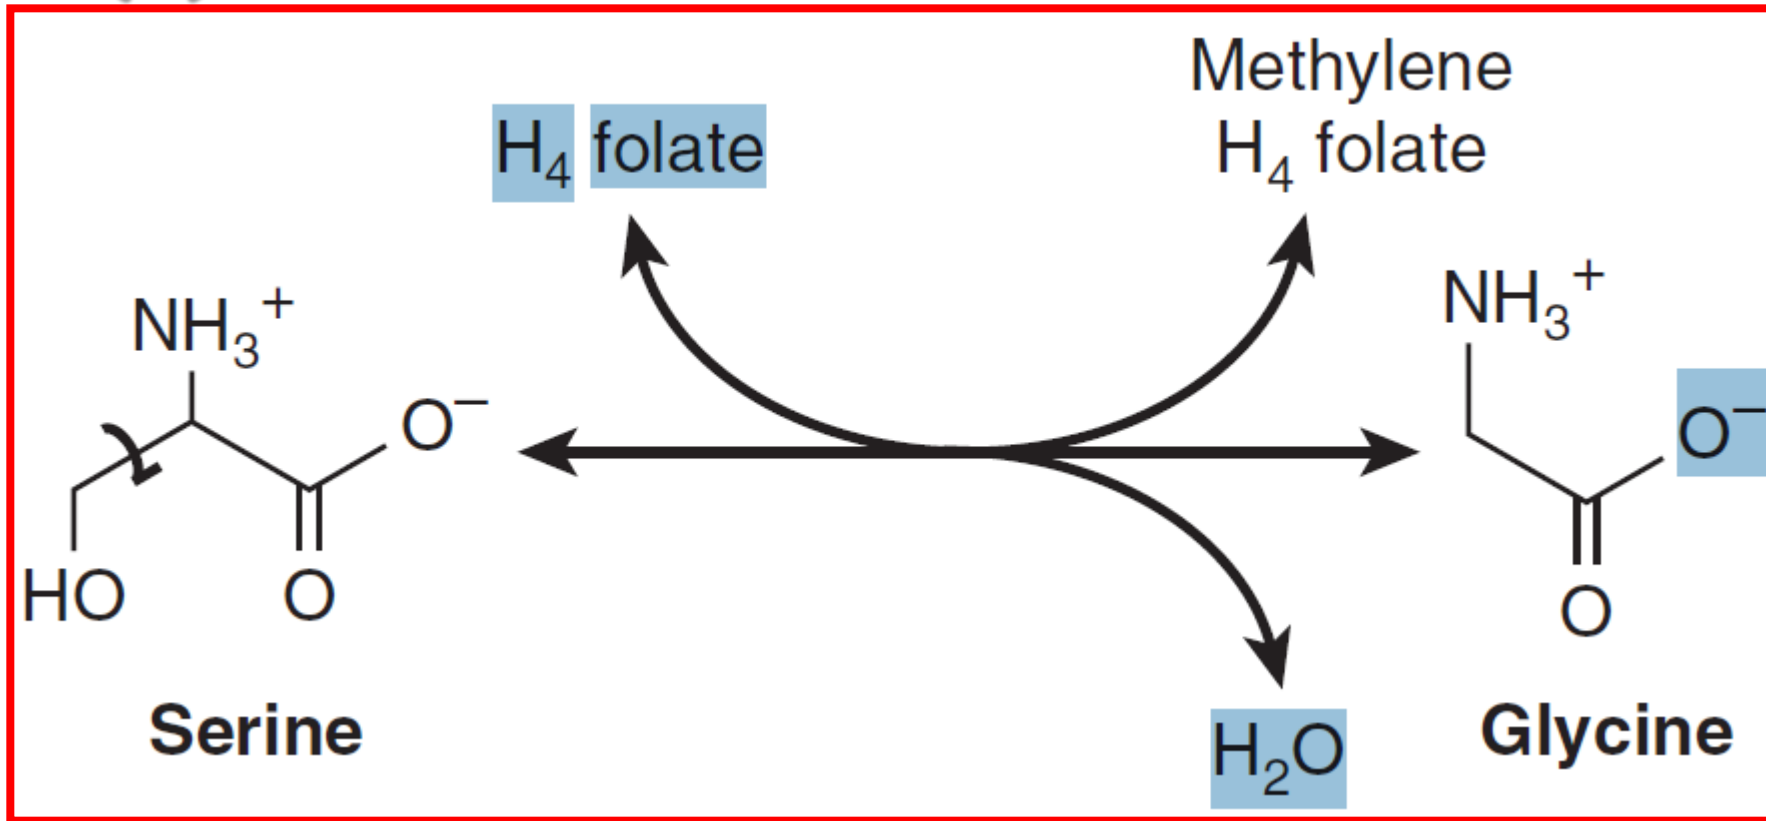 Methylene
H₄ folate
H₄ folate
NH₃⁺
O⁻
HO
O
Serine
NH₃⁺
O⁻
O
Glycine
H₂O